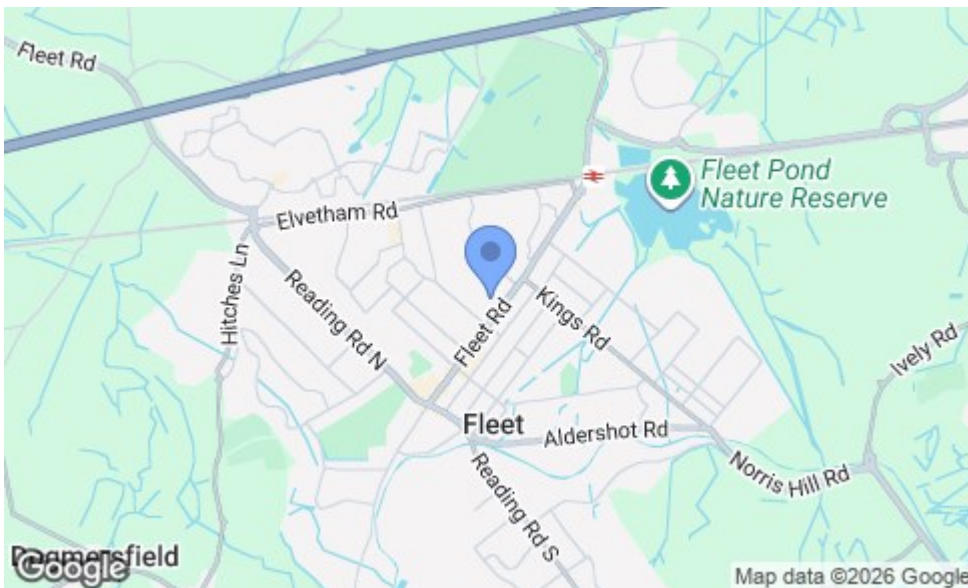 Fleet Rd
Fleet Pond
Nature Reserve
Elvetham Rd
Hitches Ln
Reading Rd N
Fleet Rd
Kings Rd
Ively Rd
Fleet
Aldershot Rd
Norris Hill Rd
Reading Rd S
Dogmersfield
Google
Map data ©2026 Google